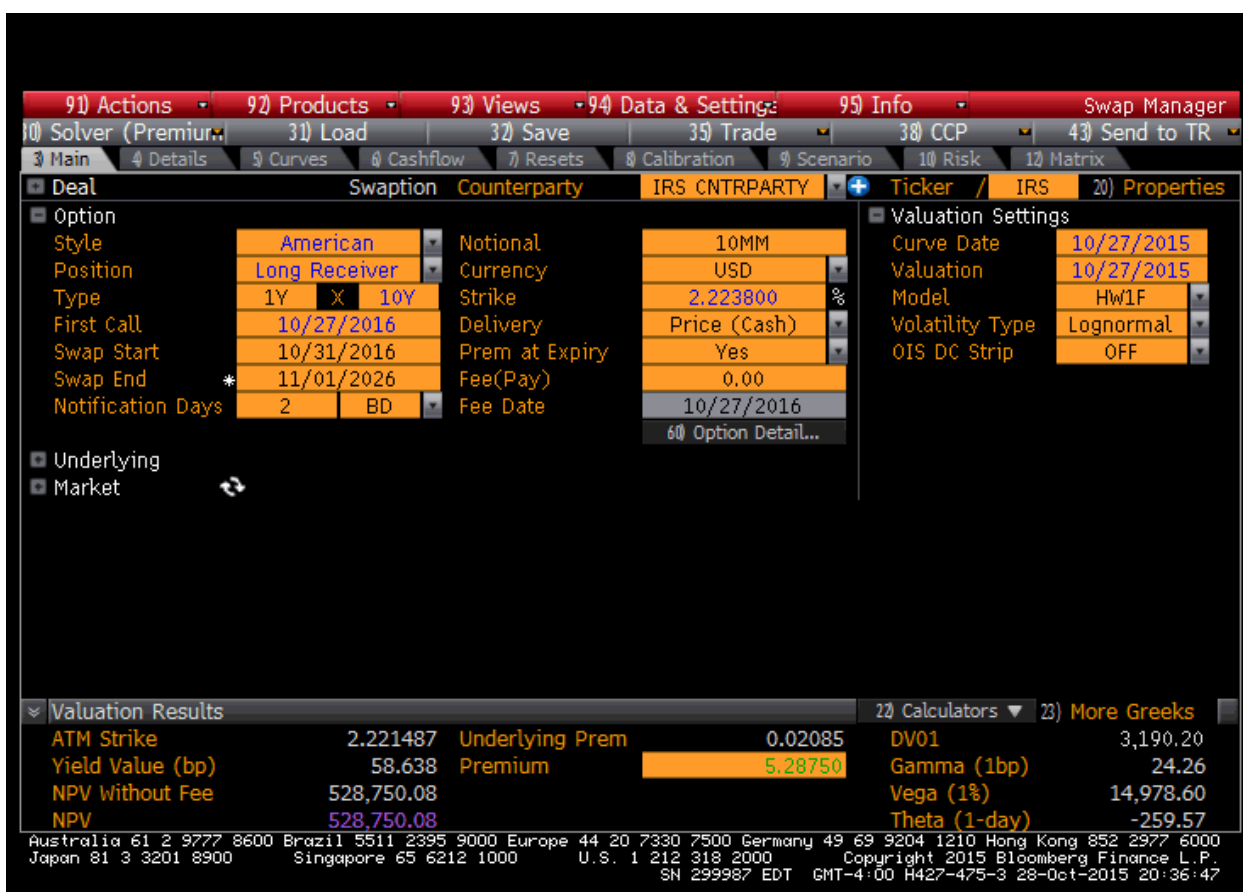 91) Actions 92) Products 93) Views 94) Data & Settings 95) Info Swap Manager
30) Solver (Premium 31) Load 32) Save 35) Trade 38) CCP 43) Send to TR
3) Main 4) Details 5) Curves 6) Cashflow 7) Resets 8) Calibration 9) Scenario 10) Risk 12) Matrix
Deal Swaption Counterparty IRS CNTRPARTY Ticker / IRS 20) Properties
Option Valuation Settings
Style American Notional 10MM Curve Date 10/27/2015
Position Long Receiver Currency USD Valuation 10/27/2015
Type 1Y X 10Y Strike 2.223800 % Model HW1F
First Call 10/27/2016 Delivery Price (Cash) Volatility Type Lognormal
Swap Start 10/31/2016 Prem at Expiry Yes OIS DC Strip OFF
Swap End * 11/01/2026 Fee(Pay) 0.00
Notification Days 2 BD Fee Date 10/27/2016
60) Option Detail...
Underlying
Market
Valuation Results 22) Calculators 23) More Greeks
ATM Strike 2.221487 Underlying Prem 0.02085 DV01 3,190.20
Yield Value (bp) 58.638 Premium 5.28750 Gamma (1bp) 24.26
NPV Without Fee 528,750.08 Vega (1%) 14,978.60
NPV 528,750.08 Theta (1-day) -259.57
Australia 61 2 9777 8600 Brazil 5511 2395 9000 Europe 44 20 7330 7500 Germany 49 69 9204 1210 Hong Kong 852 2977 6000
Japan 81 3 3201 8900 Singapore 65 6212 1000 U.S. 1 212 318 2000 Copyright 2015 Bloomberg Finance L.P.
SN 299987 EDT GMT-4:00 H427-475-3 28-Oct-2015 20:36:47